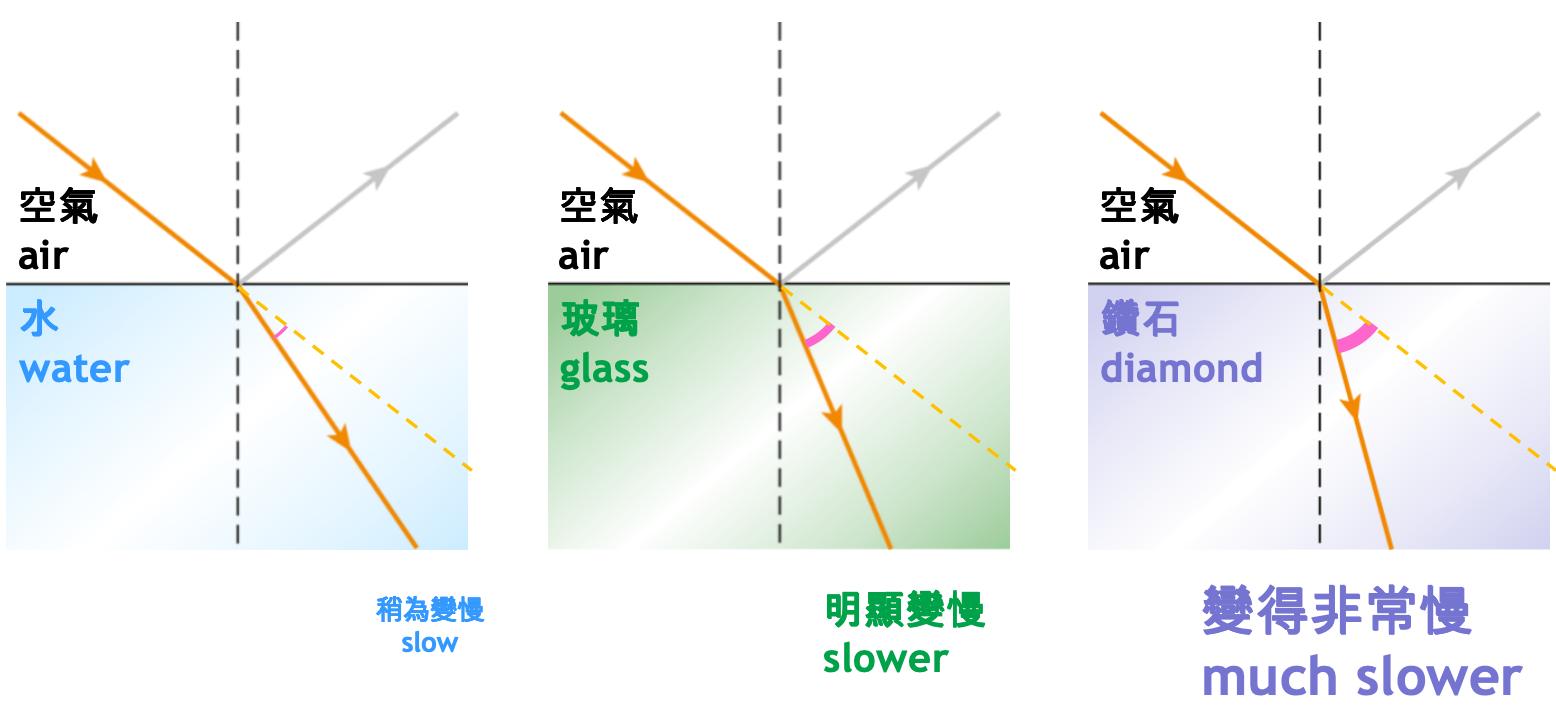 空氣
air
水
water
稍為變慢
slow
空氣
air
玻璃
glass
明顯變慢
slower
空氣
air
鑽石
diamond
變得非常慢
much slower